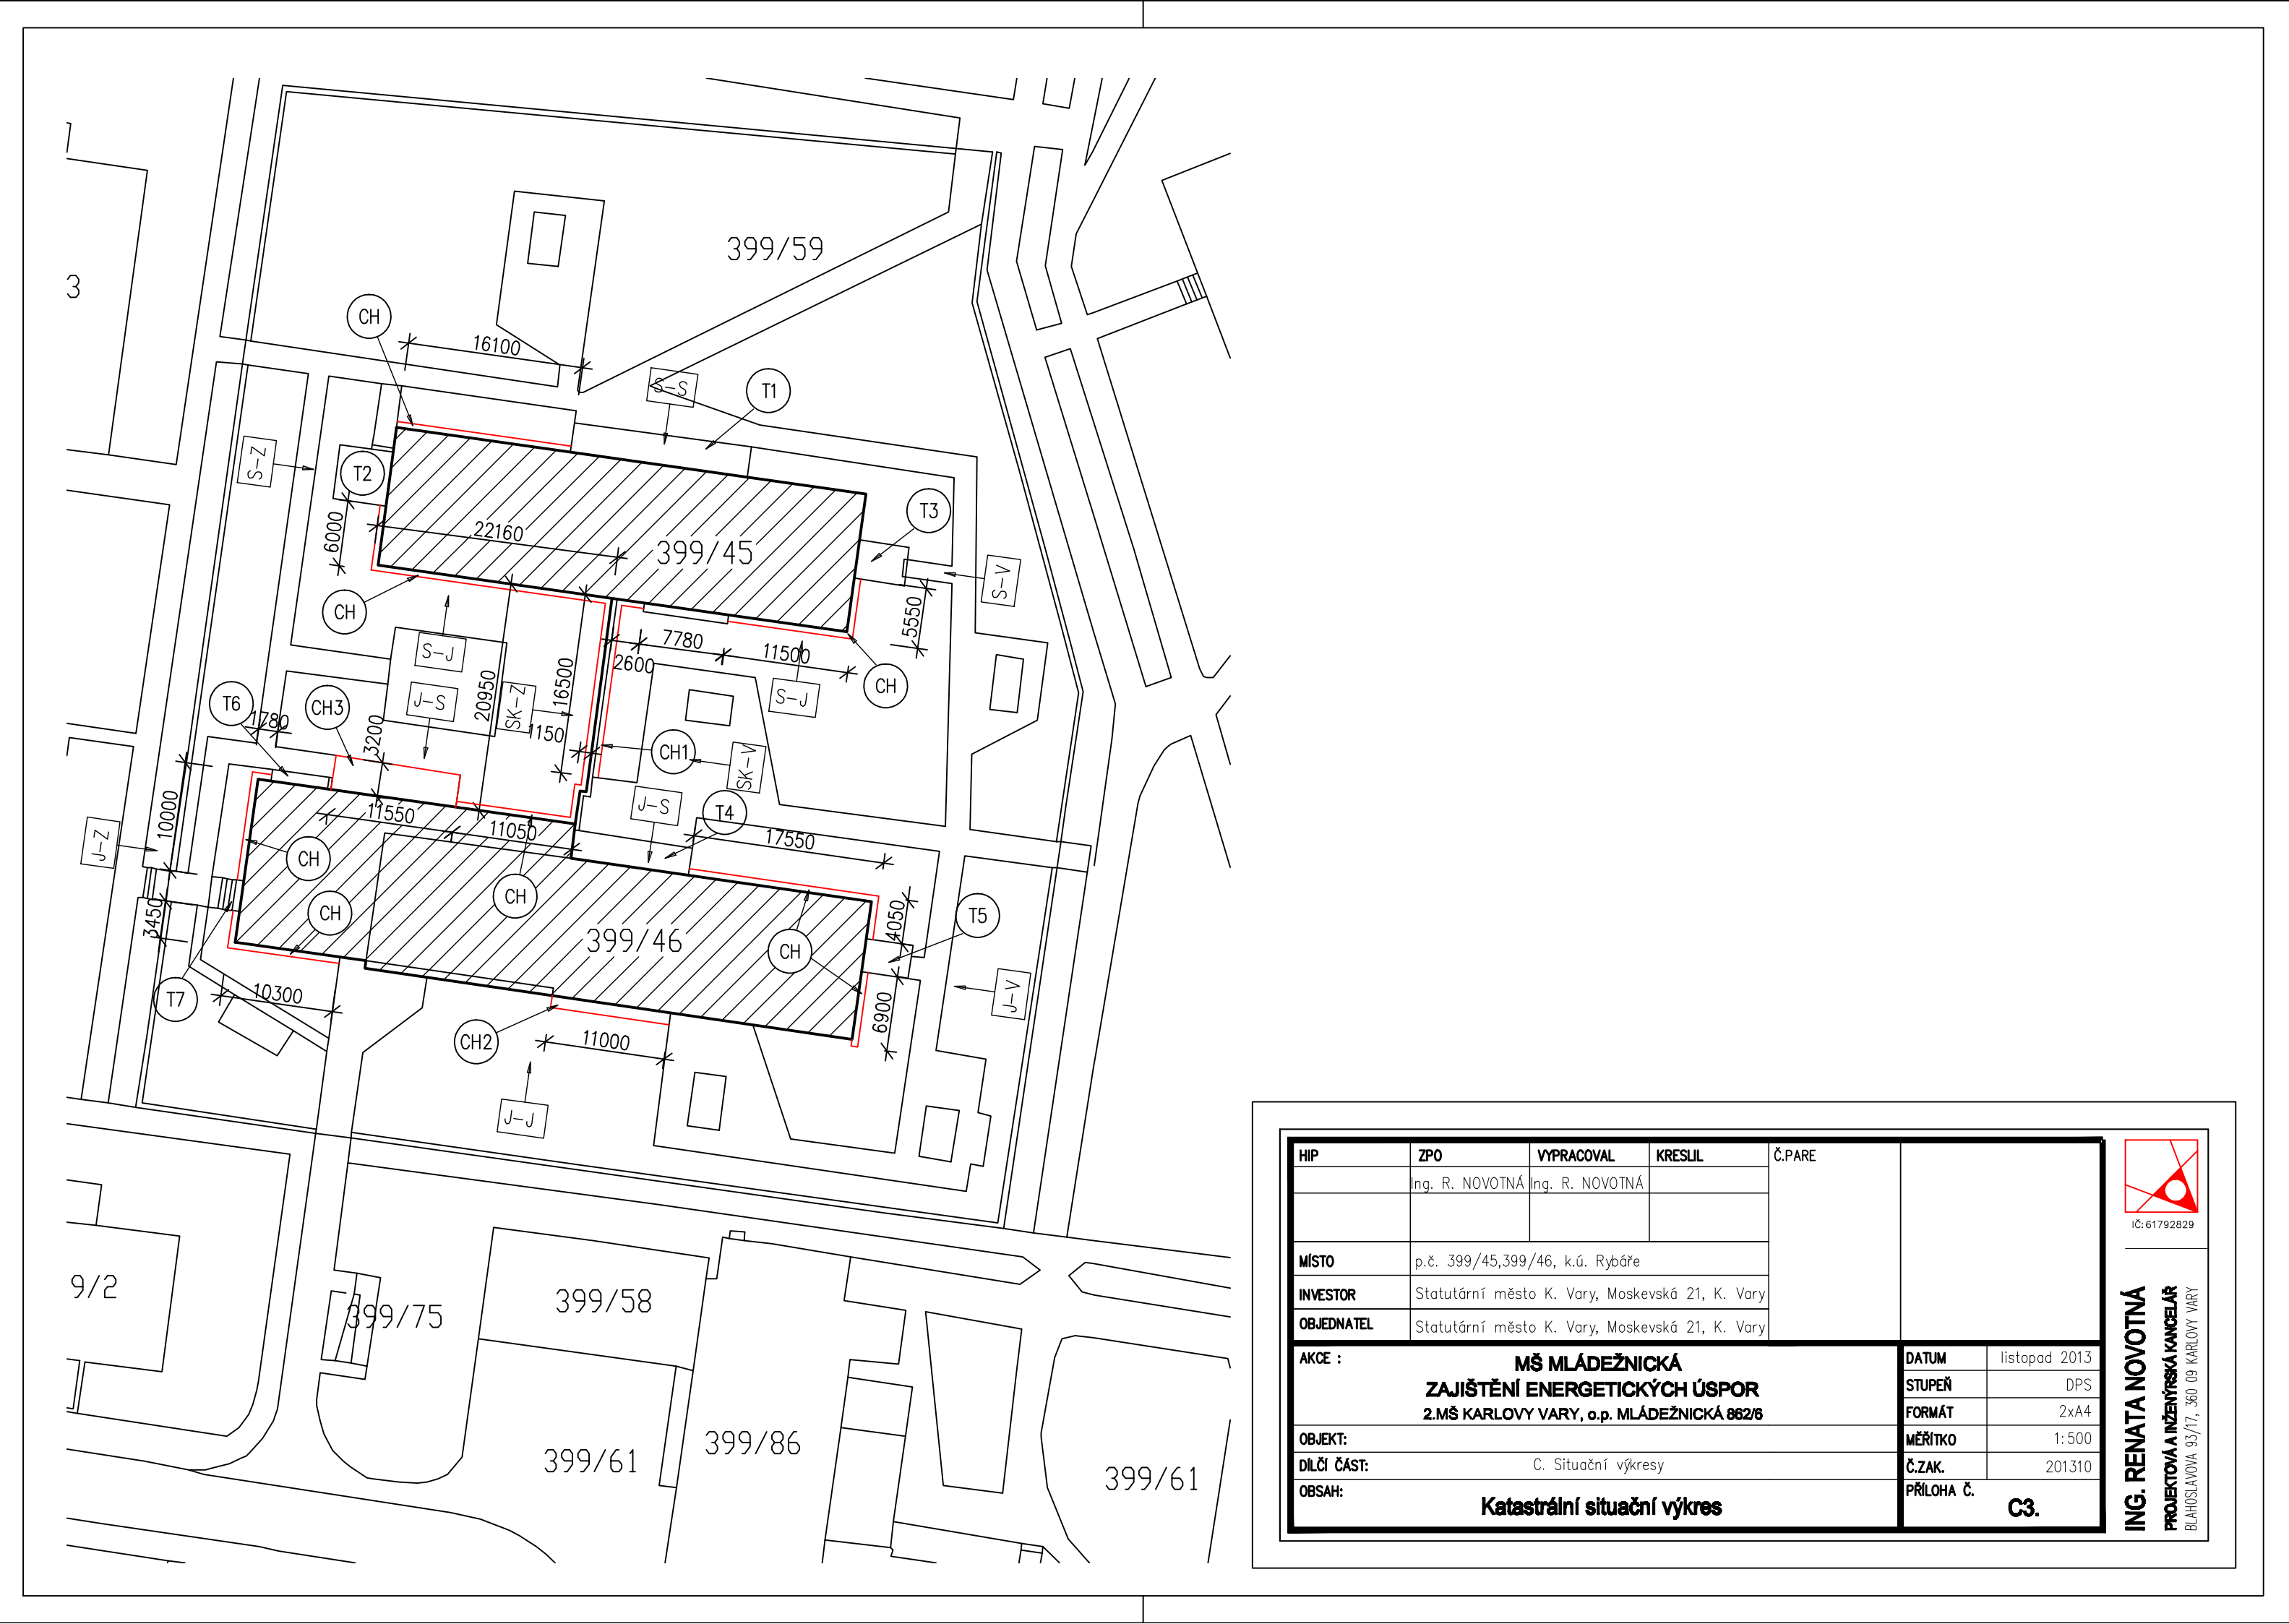 399/59
3
CH
16100
S-S
T1
S-Z
T2
T3
6000
22160
399/45
S-V
CH
5550
S-J
7780
11500
2600
CH
16500
20950
S-J
J-S
SK-Z
T6
CH3
1780
3200
1150
CH1
SK-V
J-S
T4
10000
11550
11050
17550
J-Z
CH
CH
CH
3450
4050
T5
399/46
CH
T7
10300
J-V
6900
CH2
11000
J-J
9/2
399/75
399/58
399/61
399/86
399/61
HIP
ZPO
VYPRACOVAL
KRESLIL
Č.PARE
Ing. R. NOVOTNÁ
Ing. R. NOVOTNÁ
MÍSTO
p.č. 399/45,399/46, k.ú. Rybáře
INVESTOR
Statutární město K. Vary, Moskevská 21, K. Vary
OBJEDNATEL
Statutární město K. Vary, Moskevská 21, K. Vary
AKCE :
MŠ MLÁDEŽNICKÁ
ZAJIŠTĚNÍ ENERGETICKÝCH ÚSPOR
2.MŠ KARLOVY VARY, o.p. MLÁDEŽNICKÁ 862/6
OBJEKT:
DÍLČÍ ČÁST:
C. Situační výkresy
OBSAH:
Katastrální situační výkres
DATUM
listopad 2013
STUPEŇ
DPS
FORMÁT
2xA4
MĚŘÍTKO
1:500
Č.ZAK.
201310
PŘÍLOHA Č.
C3.
IČ:61792829
ING. RENATA NOVOTNÁ
PROJEKTOVÁ A INŽENÝRSKÁ KANCELÁŘ
BLAHOSLAVOVA 93/17, 360 09 KARLOVY VARY